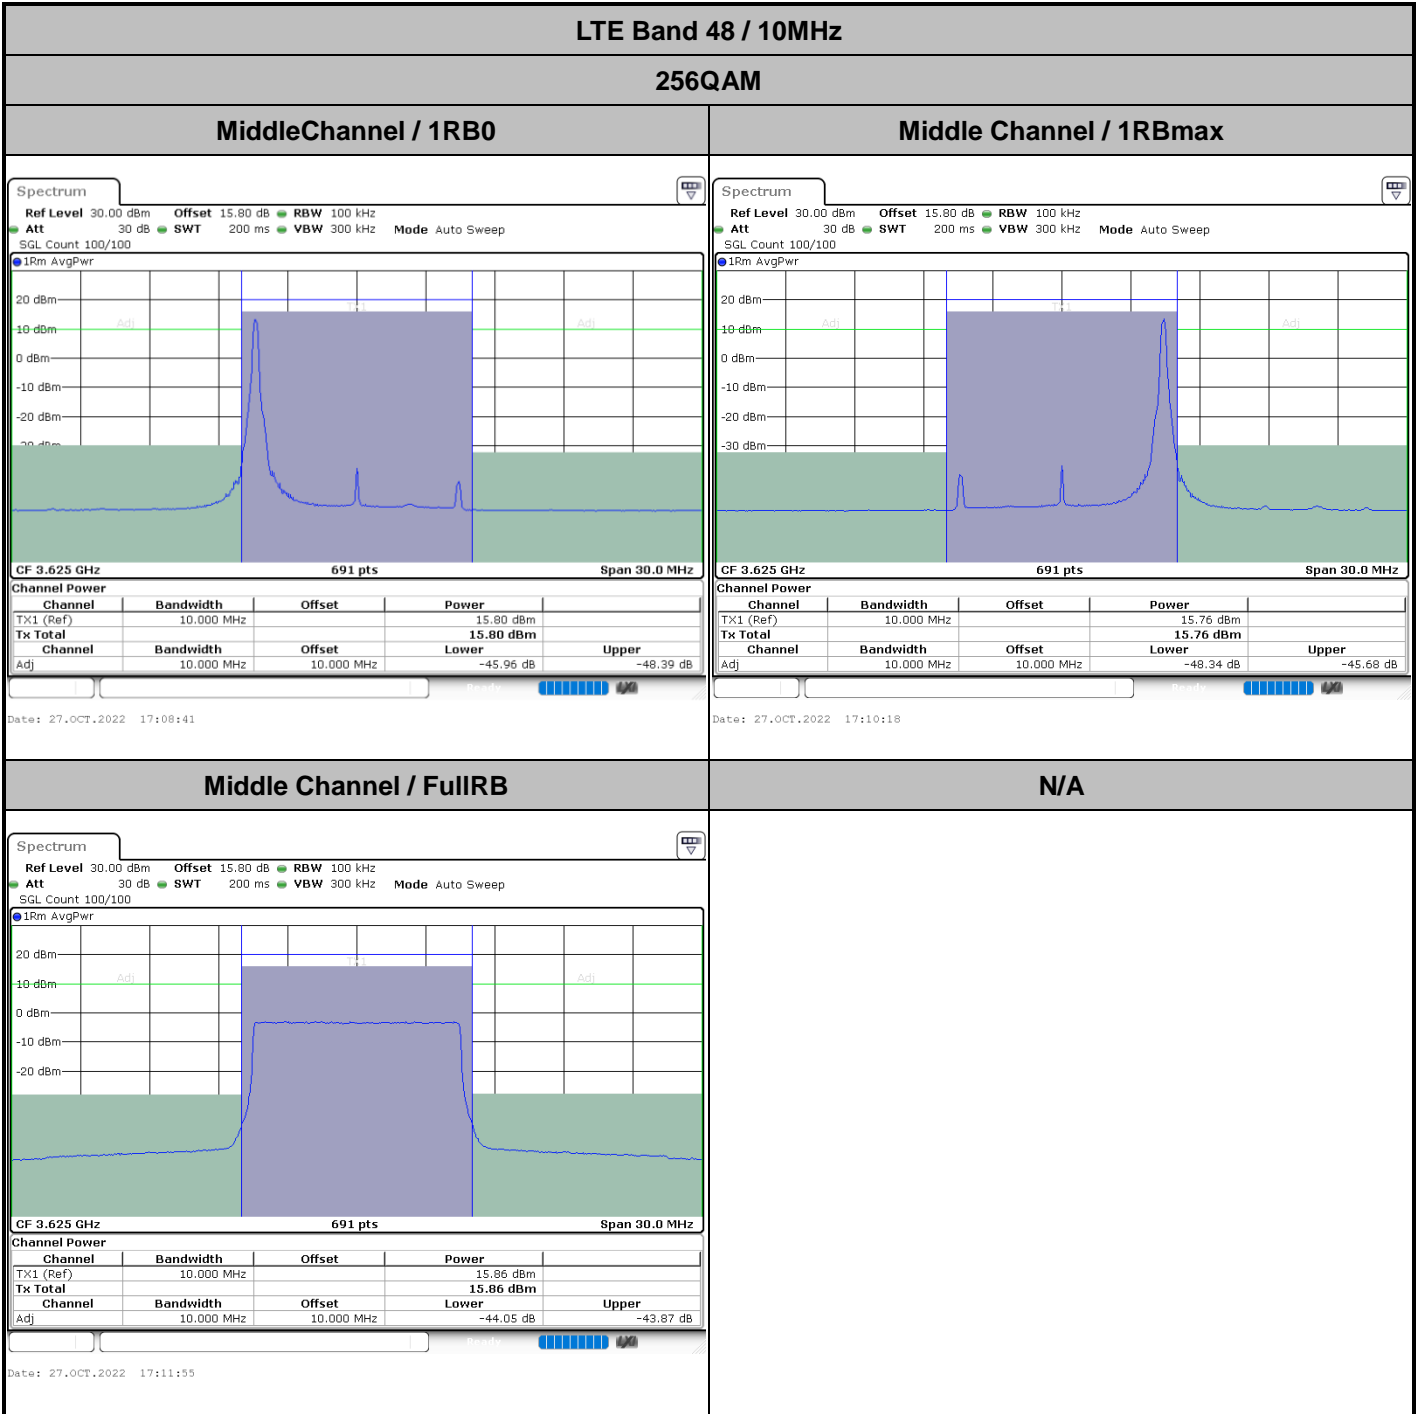 LTE Band 48 / 10MHz
256QAM
MiddleChannel / 1RB0
Middle Channel / 1RBmax
Spectrum
Ref Level 30.00 dBm Offset 15.80 dB RBW 100 kHz
Att 30 dB SWT 200 ms VBW 300 kHz Mode Auto Sweep
SGL Count 100/100
1Rm AvgPwr
TX1
20 dBm
Adj Adj
10 dBm
0 dBm
-10 dBm
-20 dBm
-30 dBm
CF 3.625 GHz 691 pts Span 30.0 MHz
Channel Power
Channel Bandwidth Offset Power
TX1 (Ref) 10.000 MHz 15.80 dBm
Tx Total 15.80 dBm
Channel Bandwidth Offset Lower Upper
Adj 10.000 MHz 10.000 MHz -45.96 dB -48.39 dB
Ready
Date: 27.OCT.2022 17:08:41
Spectrum
Ref Level 30.00 dBm Offset 15.80 dB RBW 100 kHz
Att 30 dB SWT 200 ms VBW 300 kHz Mode Auto Sweep
SGL Count 100/100
1Rm AvgPwr
20 dBm
TX1
Adj Adj
10 dBm
0 dBm
-10 dBm
-20 dBm
-30 dBm
CF 3.625 GHz 691 pts Span 30.0 MHz
Channel Power
Channel Bandwidth Offset Power
TX1 (Ref) 10.000 MHz 15.76 dBm
Tx Total 15.76 dBm
Channel Bandwidth Offset Lower Upper
Adj 10.000 MHz 10.000 MHz -48.34 dB -45.68 dB
Ready
Date: 27.OCT.2022 17:10:18
Middle Channel / FullRB
N/A
Spectrum
Ref Level 30.00 dBm Offset 15.80 dB RBW 100 kHz
Att 30 dB SWT 200 ms VBW 300 kHz Mode Auto Sweep
SGL Count 100/100
1Rm AvgPwr
20 dBm
TX1
Adj Adj
10 dBm
0 dBm
-10 dBm
-20 dBm
CF 3.625 GHz 691 pts Span 30.0 MHz
Channel Power
Channel Bandwidth Offset Power
TX1 (Ref) 10.000 MHz 15.86 dBm
Tx Total 15.86 dBm
Channel Bandwidth Offset Lower Upper
Adj 10.000 MHz 10.000 MHz -44.05 dB -43.87 dB
Ready
Date: 27.OCT.2022 17:11:55